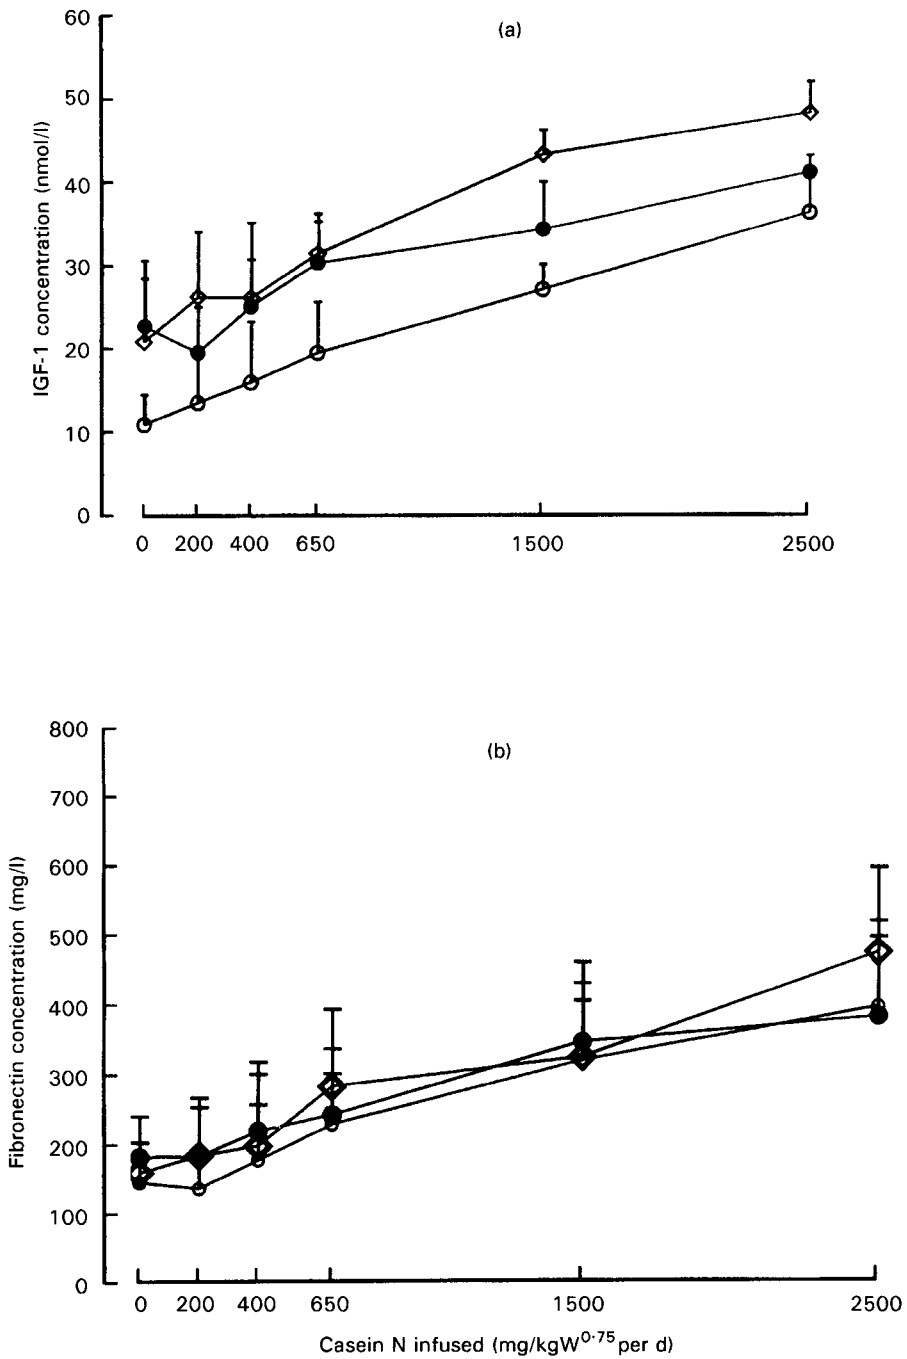 (a)
60
50
40
30
20
10
0
IGF-1 concentration (nmol/l)
0 200 400 650 1500 2500
(b)
800
700
600
500
400
300
200
100
0
Fibronectin concentration (mg/l)
0 200 400 650 1500 2500
Casein N infused (mg/kgW⁰·⁷⁵ per d)